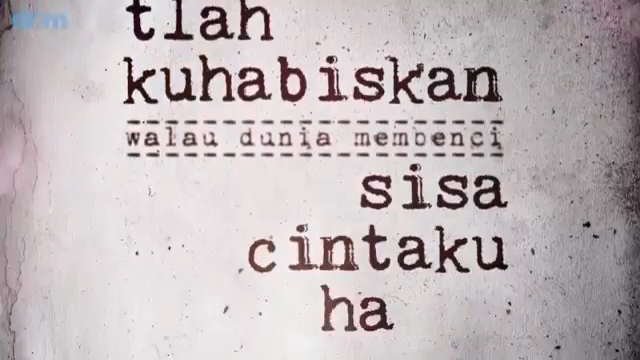 tlah
kuhabiskan
walau dunia membenci
sisa
cintaku
ha